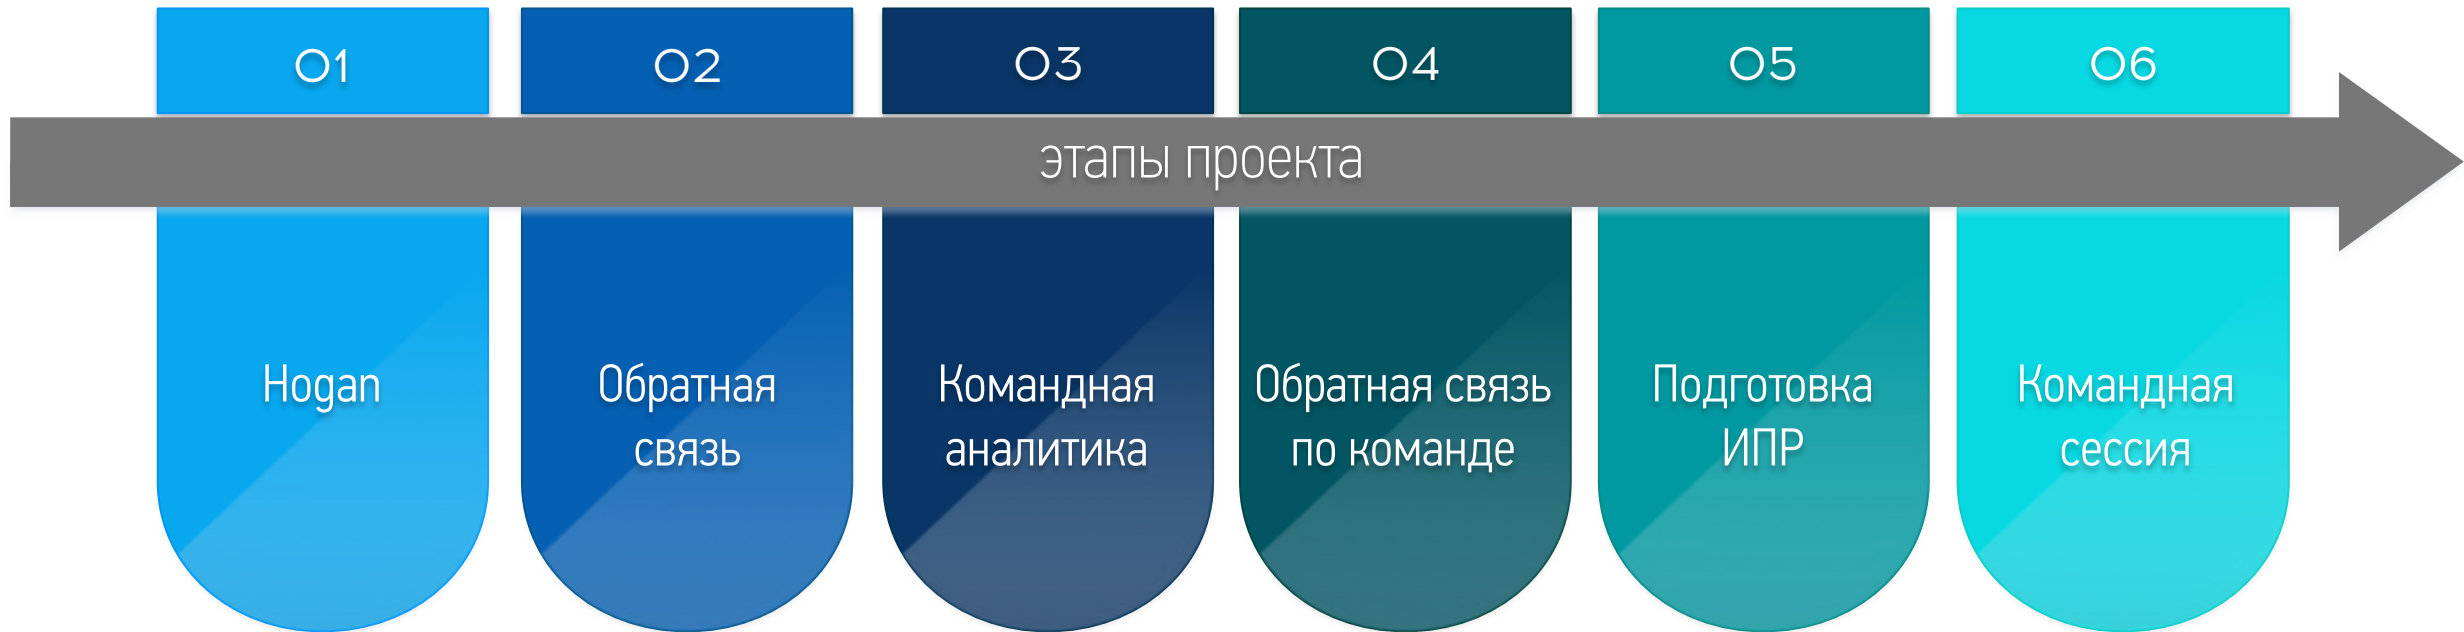 01
02
03
04
05
06
этапы проекта
Hogan
Обратная
связь
Командная
аналитика
Обратная связь
по команде
Подготовка
ИПР
Командная
сессия